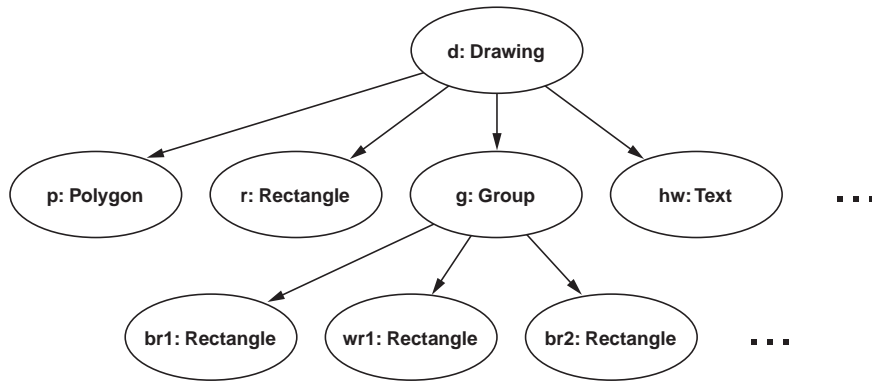 d: Drawing
p: Polygon
r: Rectangle
g: Group
hw: Text
. . .
br1: Rectangle
wr1: Rectangle
br2: Rectangle
. . .